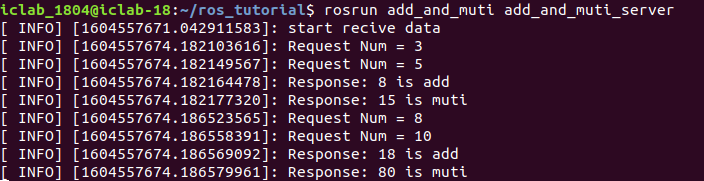 iclab_1804@iclab-18:~/ros_tutorial$ rosrun add_and_muti add_and_muti_server
[ INFO] [1604557671.042911583]: start recive data
[ INFO] [1604557674.182103616]: Request Num = 3
[ INFO] [1604557674.182149567]: Request Num = 5
[ INFO] [1604557674.182164478]: Response: 8 is add
[ INFO] [1604557674.182177320]: Response: 15 is muti
[ INFO] [1604557674.186523565]: Request Num = 8
[ INFO] [1604557674.186558391]: Request Num = 10
[ INFO] [1604557674.186569092]: Response: 18 is add
[ INFO] [1604557674.186579961]: Response: 80 is muti